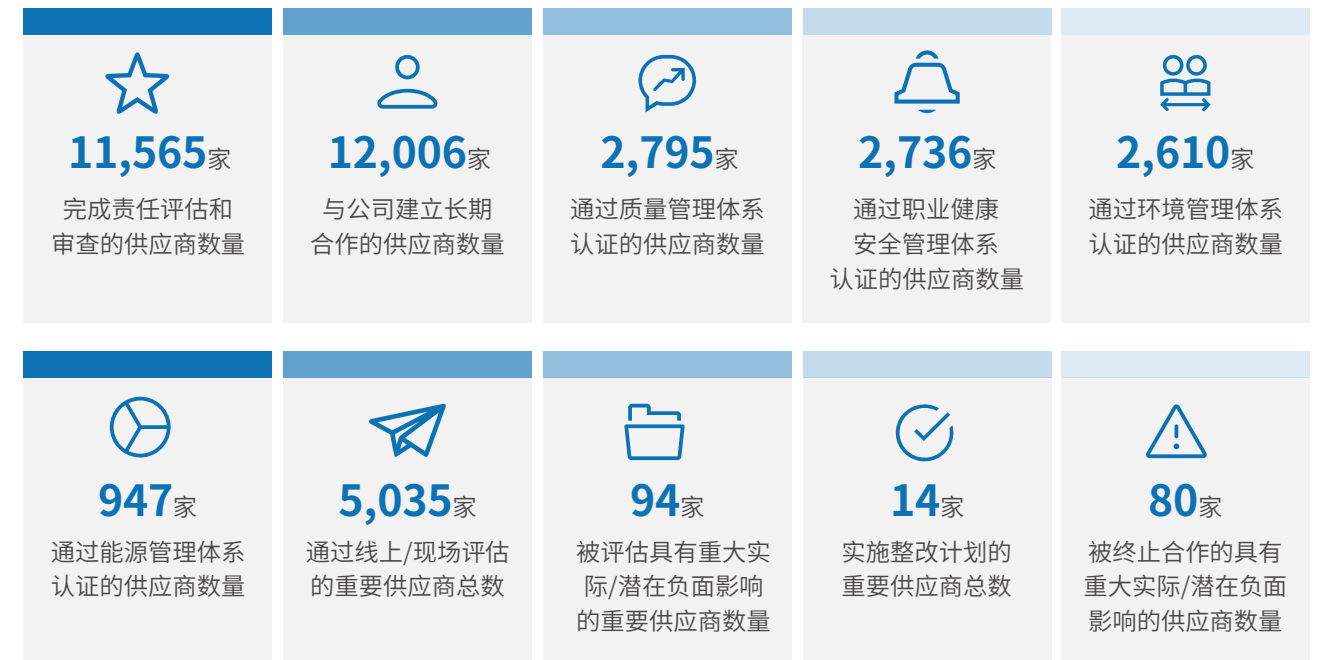 11,565家
完成责任评估和
审查的供应商数量
12,006家
与公司建立长期
合作的供应商数量
2,795家
通过质量管理体系
认证的供应商数量
2,736家
通过职业健康
安全管理体系
认证的供应商数量
2,610家
通过环境管理体系
认证的供应商数量
947家
通过能源管理体系
认证的供应商数量
5,035家
通过线上/现场评估
的重要供应商总数
94家
被评估具有重大实
际/潜在负面影响
的重要供应商数量
14家
实施整改计划的
重要供应商总数
80家
被终止合作的具有
重大实际/潜在负面
影响的供应商数量